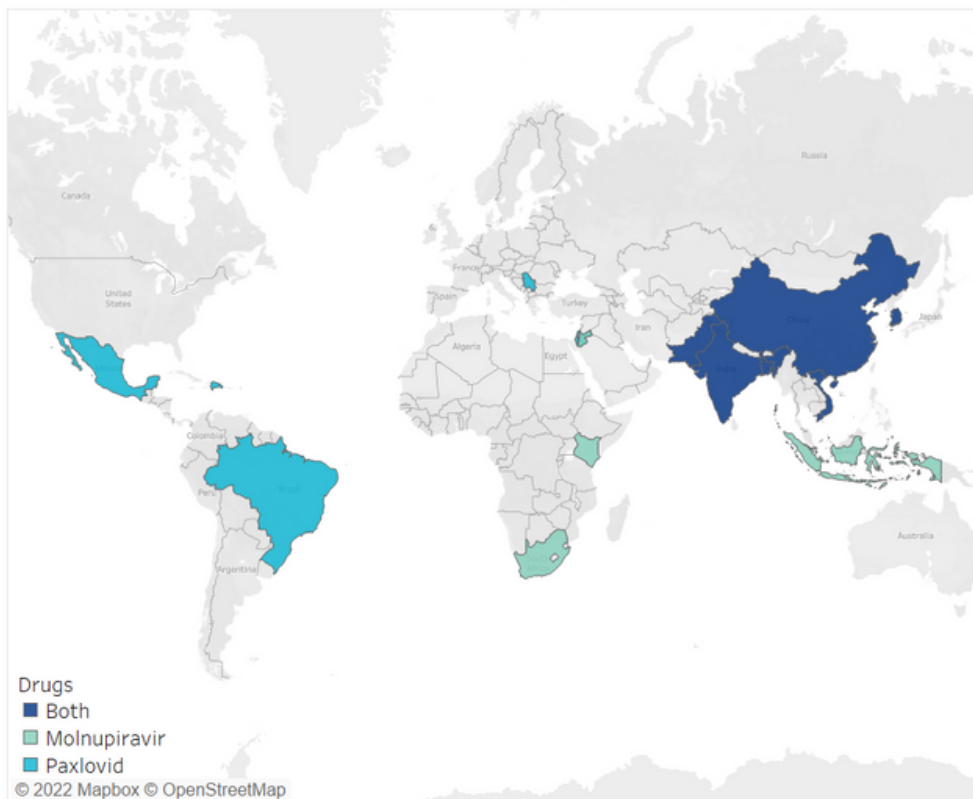 Russia
Canada
United
States
France
Spain
Turkey
Iran
China
Japan
Algeria
Egypt
India
Colombia
Peru
Brazil
Australia
Argentina
Drugs
Both
Molnupiravir
Paxlovid
© 2022 Mapbox © OpenStreetMap